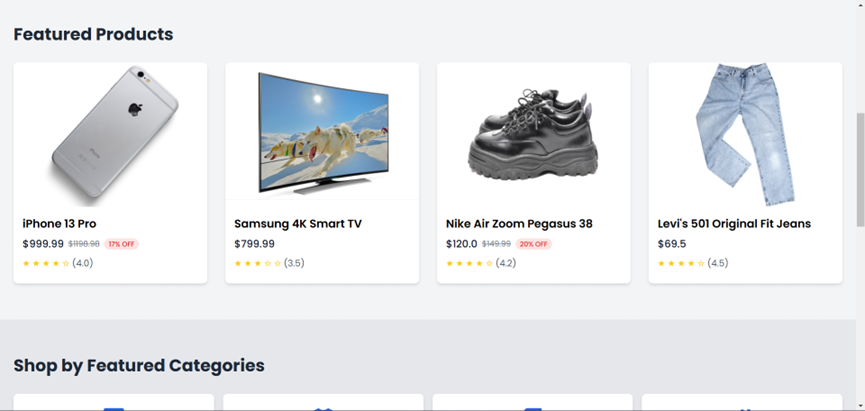 Featured Products
iPhone 13 Pro
$999.99 $1198.98 17% OFF
★ ★ ★ ★ ☆ (4.0)
Samsung 4K Smart TV
$799.99
★ ★ ★ ☆ ☆ (3.5)
Nike Air Zoom Pegasus 38
$120.0 $149.99 20% OFF
★ ★ ★ ★ ☆ (4.2)
Levi's 501 Original Fit Jeans
$69.5
★ ★ ★ ★ ☆ (4.5)
Shop by Featured Categories